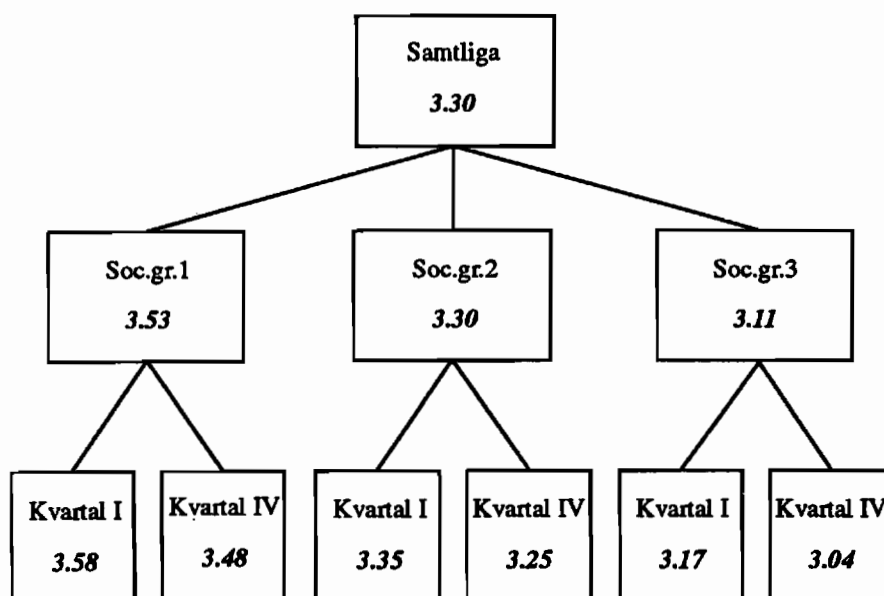 Samtliga
3.30
Soc.gr.1
3.53
Soc.gr.2
3.30
Soc.gr.3
3.11
Kvartal I
3.58
Kvartal IV
3.48
Kvartal I
3.35
Kvartal IV
3.25
Kvartal I
3.17
Kvartal IV
3.04